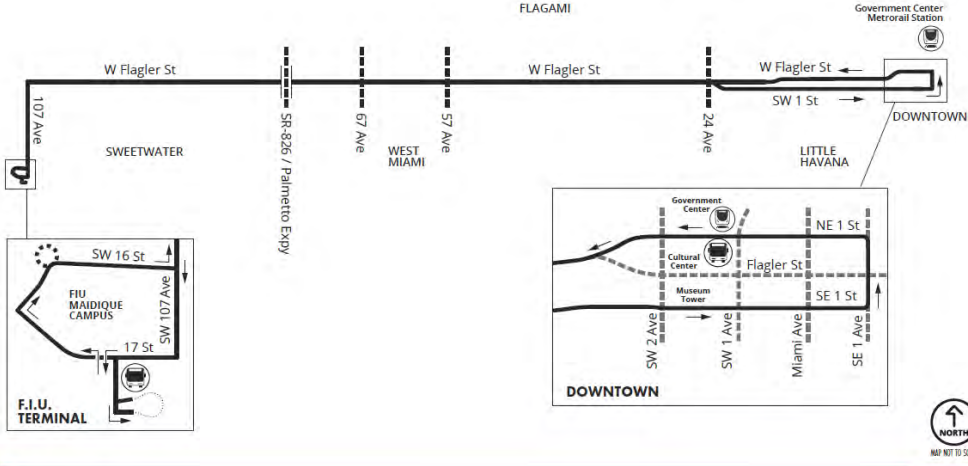 FLAGAMI
Government Center
Metrorail Station
W Flagler St
W Flagler St
W Flagler St
SW 1 St
DOWNTOWN
107 Ave
SR-826 / Palmetto Expy
67 Ave
57 Ave
24 Ave
SWEETWATER
WEST
MIAMI
LITTLE
HAVANA
SW 16 St
FIU
MAIDIQUE
CAMPUS
SW 107 Ave
17 St
F.I.U.
TERMINAL
Government
Center
NE 1 St
Cultural
Center
Flagler St
Museum
Tower
SE 1 St
SW 2 Ave
SW 1 Ave
Miami Ave
SE 1 Ave
DOWNTOWN
NORTH
MAP NOT TO